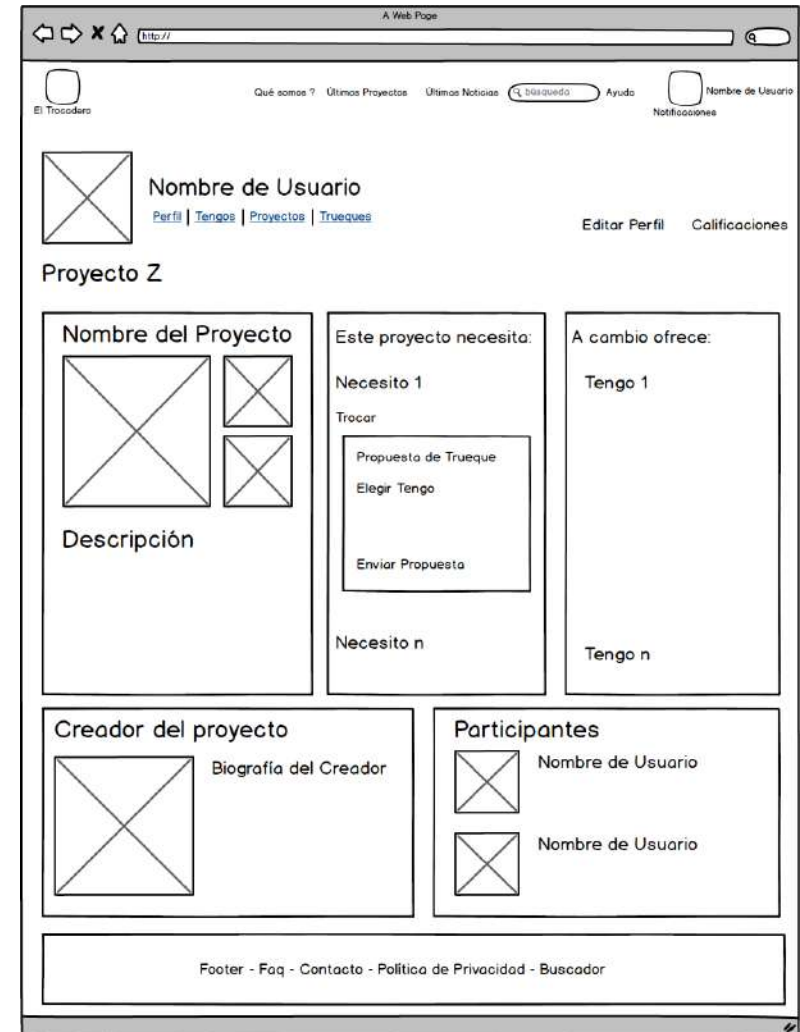 A Web Page
http://
El Trocadero
Qué somos ? Últimos Proyectos Últimas Noticias búsqueda Ayuda
Notificaciones
Nombre de Usuario
Nombre de Usuario
Perfil | Tengos | Proyectos | Trueques
Editar Perfil Calificaciones
Proyecto Z
Nombre del Proyecto
Descripción
Este proyecto necesita:
Necesito 1
Trocar
Propuesta de Trueque
Elegir Tengo
Enviar Propuesta
Necesito n
A cambio ofrece:
Tengo 1
Tengo n
Creador del proyecto
Biografía del Creador
Participantes
Nombre de Usuario
Nombre de Usuario
Footer - Faq - Contacto - Política de Privacidad - Buscador